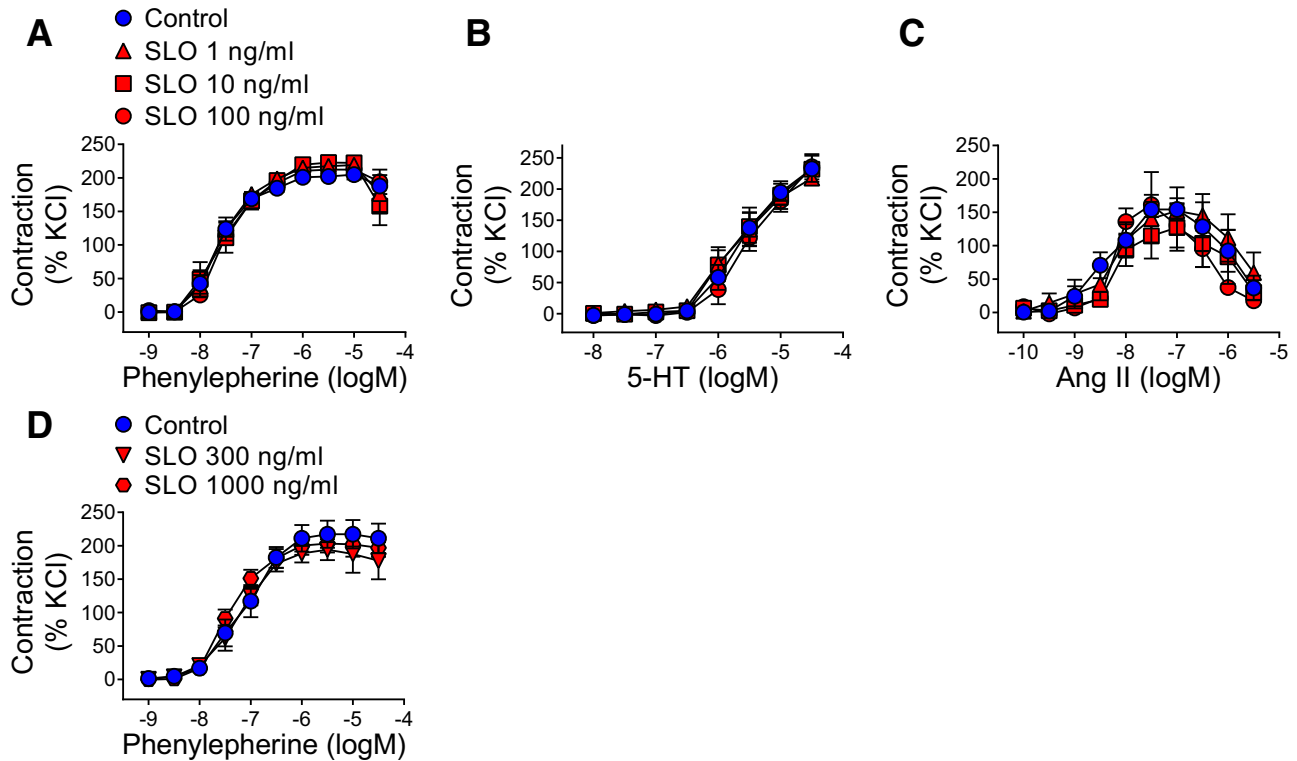 A
Control
SLO 1 ng/ml
SLO 10 ng/ml
SLO 100 ng/ml
Contraction
(% KCl)
250
200
150
100
50
0
-9 -8 -7 -6 -5 -4
Phenylepherine (logM)
B
Contraction
(% KCl)
250
200
150
100
50
0
-8 -7 -6 -5 -4
5-HT (logM)
C
Contraction
(% KCl)
250
200
150
100
50
0
-10 -9 -8 -7 -6 -5
Ang II (logM)
D
Control
SLO 300 ng/ml
SLO 1000 ng/ml
Contraction
(% KCl)
250
200
150
100
50
0
-9 -8 -7 -6 -5 -4
Phenylepherine (logM)